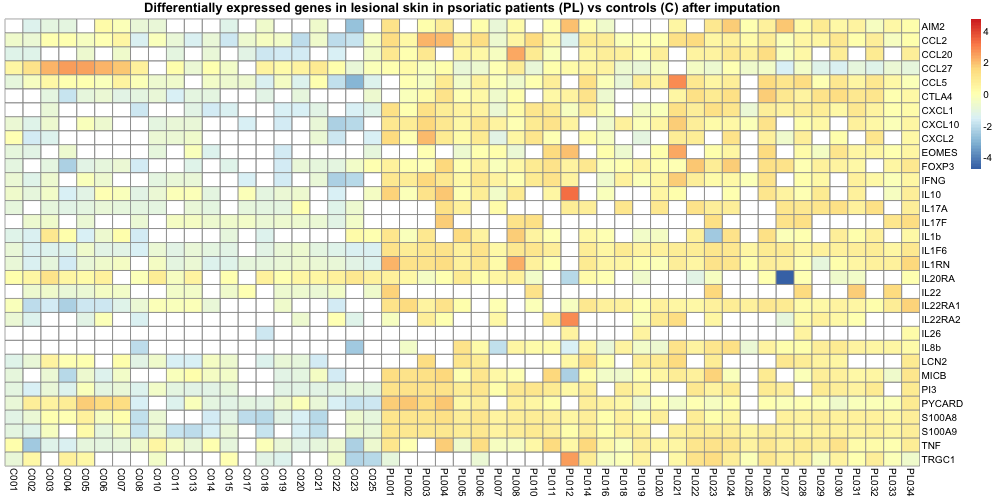 Differentially expressed genes in lesional skin in psoriatic patients (PL) vs controls (C) after imputation
AIM2
CCL2
CCL20
CCL27
CCL5
CTLA4
CXCL1
CXCL10
CXCL2
EOMES
FOXP3
IFNG
IL10
IL17A
IL17F
IL1b
IL1F6
IL1RN
IL20RA
IL22
IL22RA1
IL22RA2
IL26
IL8b
LCN2
MICB
PI3
PYCARD
S100A8
S100A9
TNF
TRGC1
4
2
0
-2
-4
C001
C002
C003
C004
C005
C006
C007
C008
C010
C011
C013
C014
C015
C017
C018
C019
C020
C021
C022
C023
C025
PL001
PL002
PL003
PL004
PL005
PL006
PL007
PL008
PL010
PL011
PL012
PL014
PL015
PL016
PL018
PL019
PL020
PL021
PL022
PL023
PL024
PL025
PL026
PL027
PL028
PL029
PL030
PL031
PL032
PL033
PL034